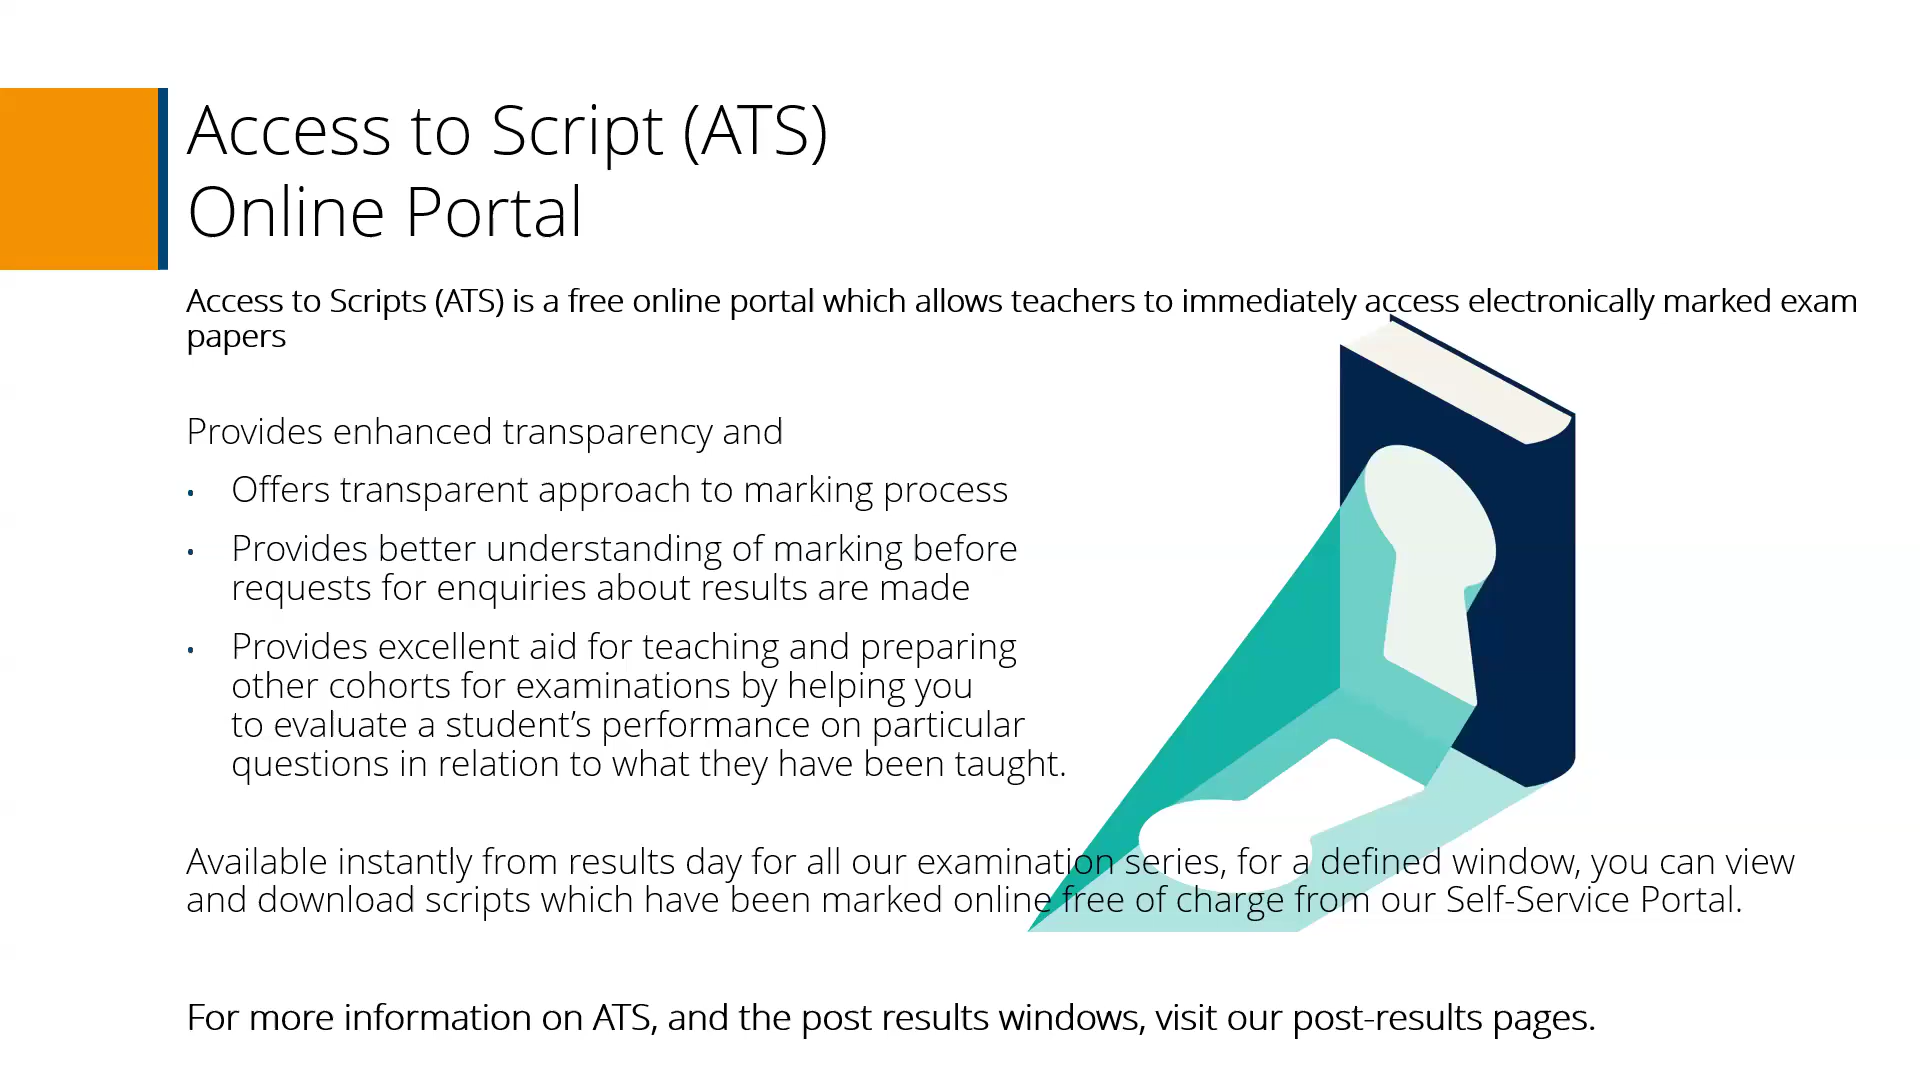 Access to Script (ATS)
Online Portal
Access to Scripts (ATS) is a free online portal which allows teachers to immediately access electronically marked exam
papers
Provides enhanced transparency and
• Offers transparent approach to marking process
• Provides better understanding of marking before
requests for enquiries about results are made
• Provides excellent aid for teaching and preparing
other cohorts for examinations by helping you
to evaluate a student’s performance on particular
questions in relation to what they have been taught.
Available instantly from results day for all our examination series, for a defined window, you can view
and download scripts which have been marked online free of charge from our Self-Service Portal.
For more information on ATS, and the post results windows, visit our post-results pages.